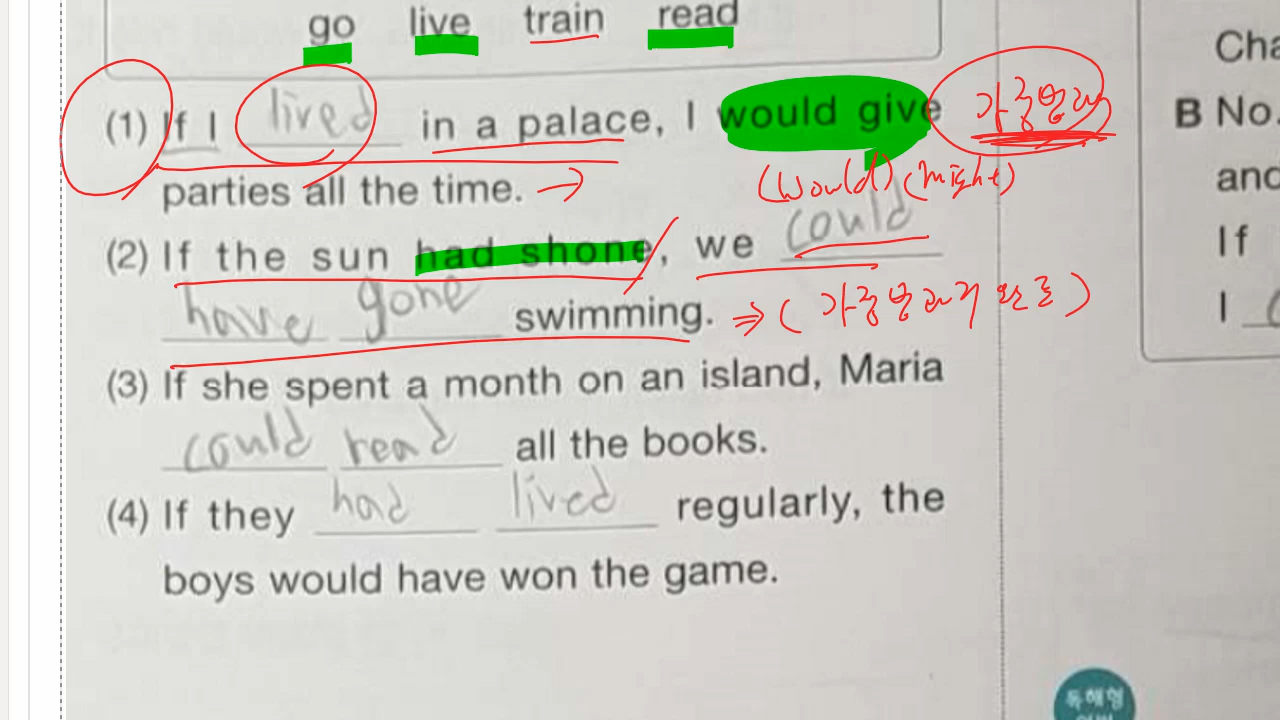 go live train read
(1) If I lived in a palace, I would give 가정법과거
parties all the time. → (would) (might)
(2) If the sun had shone, we could
have gone swimming. ⇒ (가정법과거 완료)
(3) If she spent a month on an island, Maria
could read all the books.
(4) If they had lived regularly, the
boys would have won the game.
Cha
B No.
and
If
I
독해형